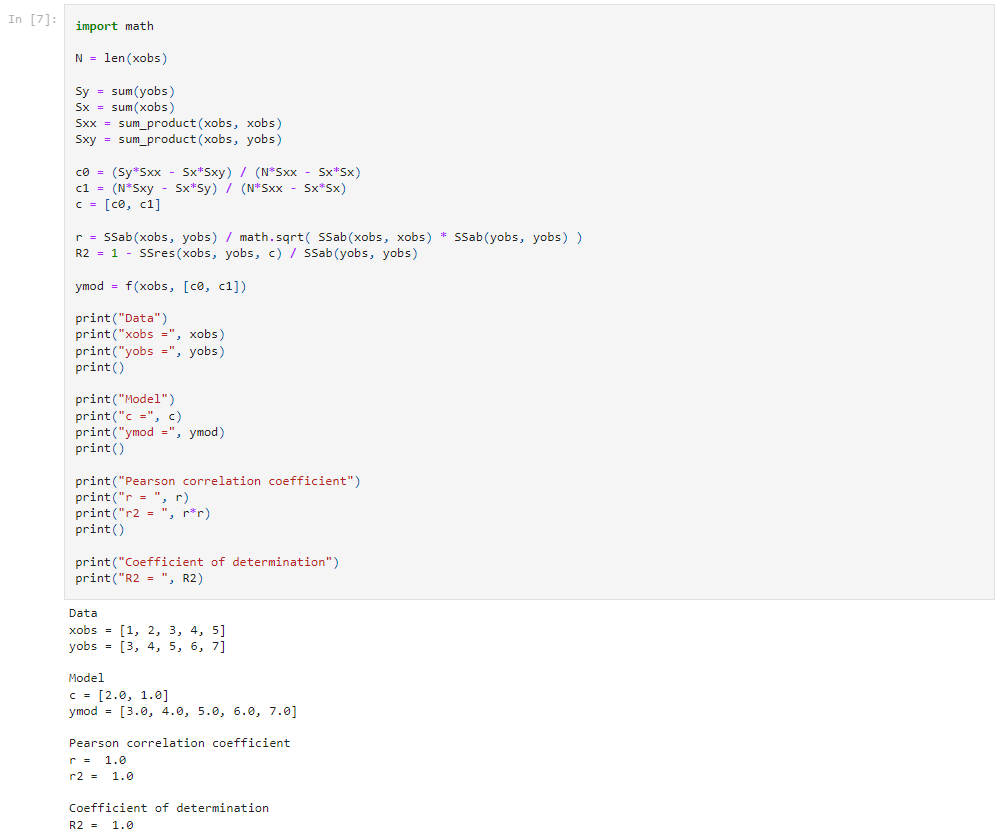 In [7]:
import math
N = len(xobs)
Sy = sum(yobs)
Sx = sum(xobs)
Sxx = sum_product(xobs, xobs)
Sxy = sum_product(xobs, yobs)
c0 = (Sy*Sxx - Sx*Sxy) / (N*Sxx - Sx*Sx)
c1 = (N*Sxy - Sx*Sy) / (N*Sxx - Sx*Sx)
c = [c0, c1]
r = SSab(xobs, yobs) / math.sqrt( SSab(xobs, xobs) * SSab(yobs, yobs) )
R2 = 1 - SSres(xobs, yobs, c) / SSab(yobs, yobs)
ymod = f(xobs, [c0, c1])
print("Data")
print("xobs =", xobs)
print("yobs =", yobs)
print()
print("Model")
print("c =", c)
print("ymod =", ymod)
print()
print("Pearson correlation coefficient")
print("r = ", r)
print("r2 = ", r*r)
print()
print("Coefficient of determination")
print("R2 = ", R2)
Data
xobs = [1, 2, 3, 4, 5]
yobs = [3, 4, 5, 6, 7]
Model
c = [2.0, 1.0]
ymod = [3.0, 4.0, 5.0, 6.0, 7.0]
Pearson correlation coefficient
r =  1.0
r2 =  1.0
Coefficient of determination
R2 =  1.0